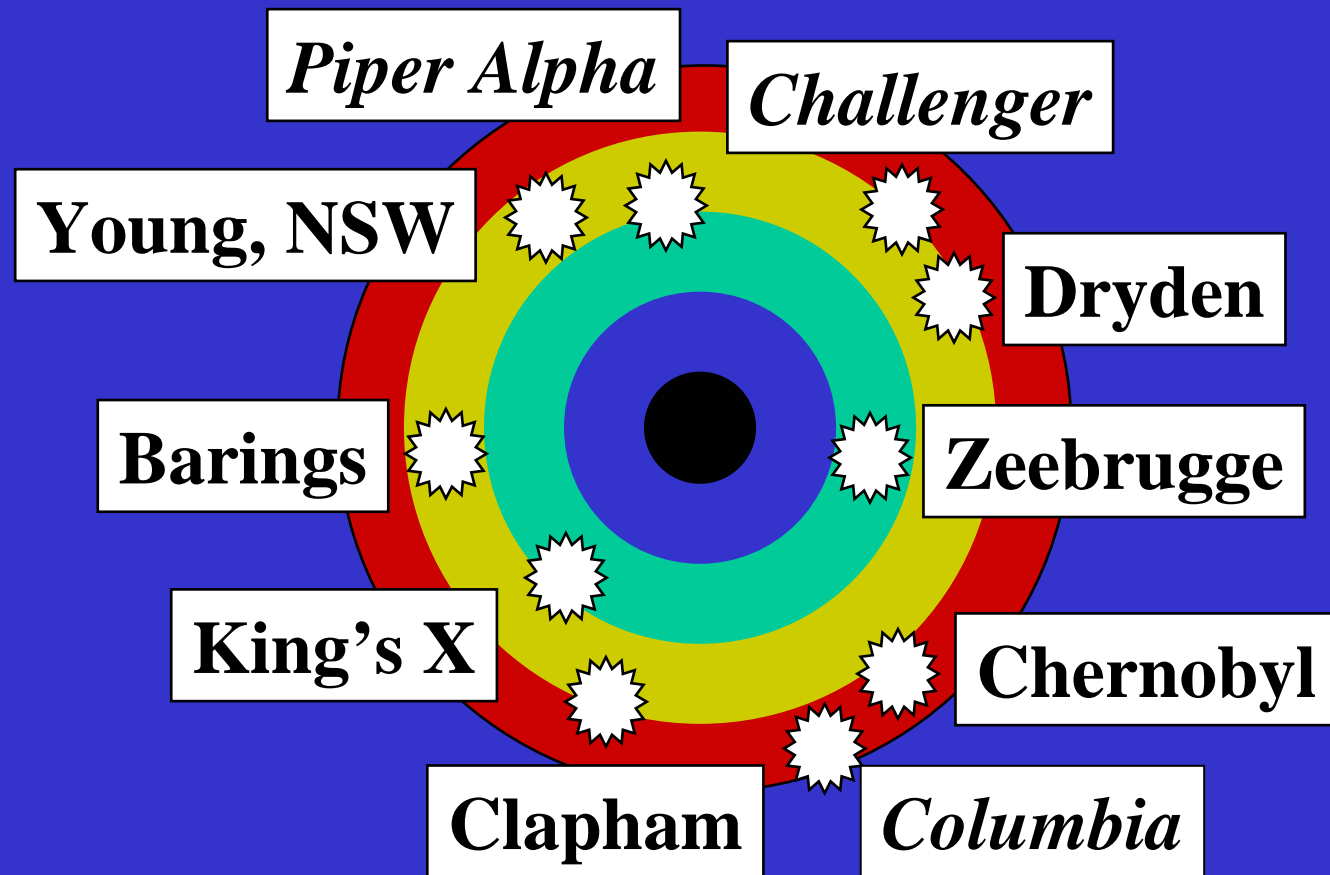 Piper Alpha
Challenger
Young, NSW
Dryden
Barings
Zeebrugge
King’s X
Chernobyl
Clapham
Columbia